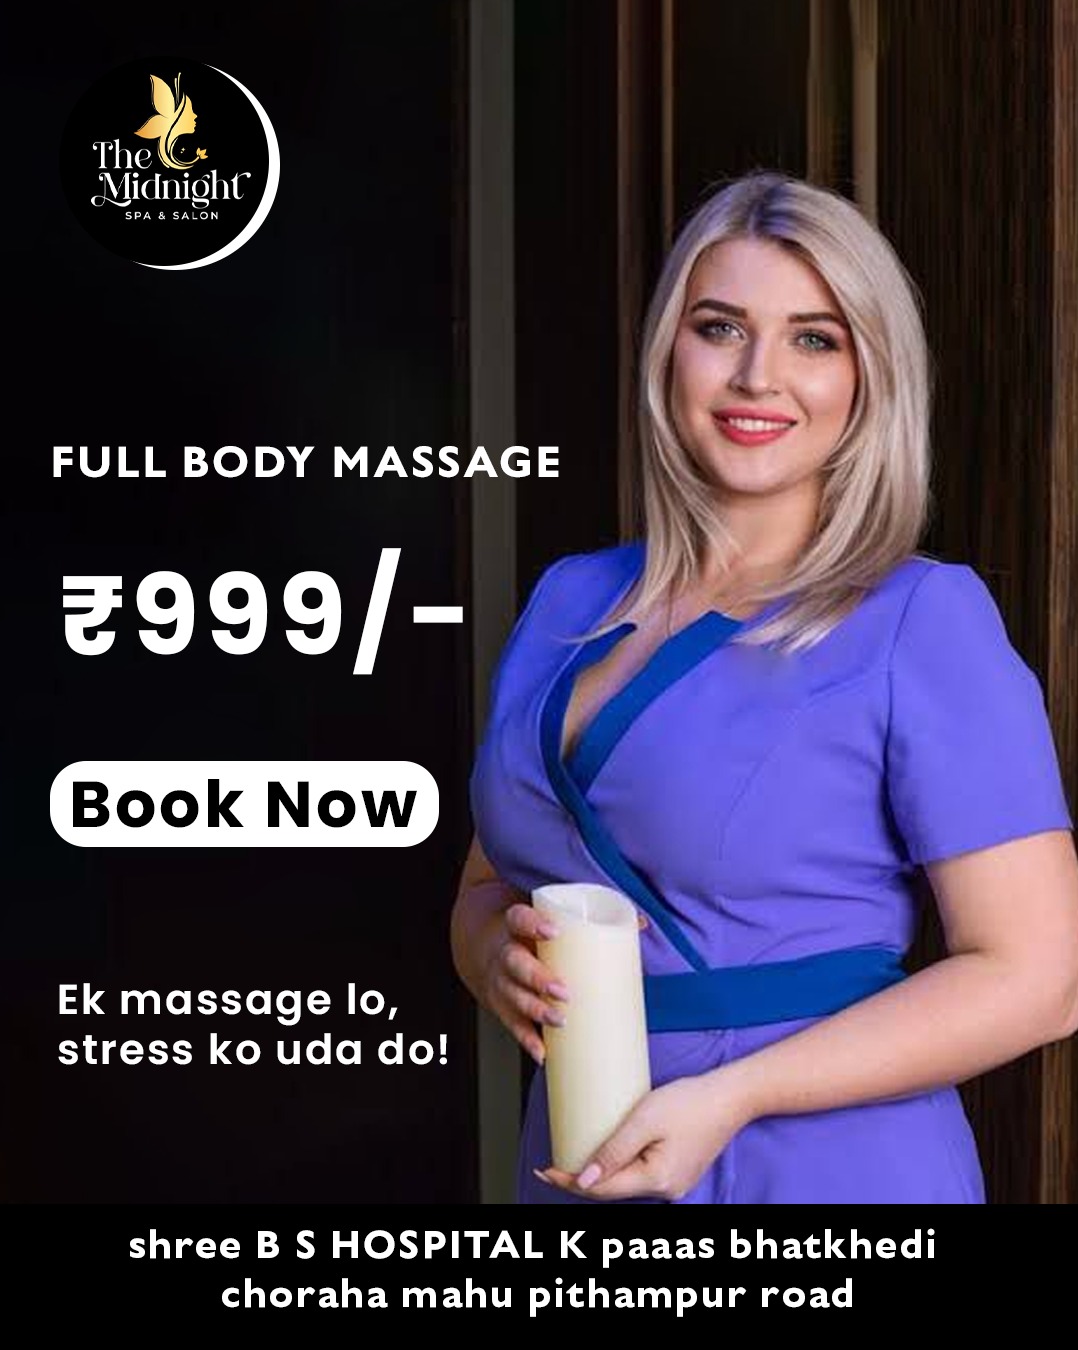 The
Midnight
SPA & SALON
FULL BODY MASSAGE
₹999/-
Book Now
Ek massage lo,
stress ko uda do!
shree B S HOSPITAL K paaas bhatkhedi
choraha mahu pithampur road